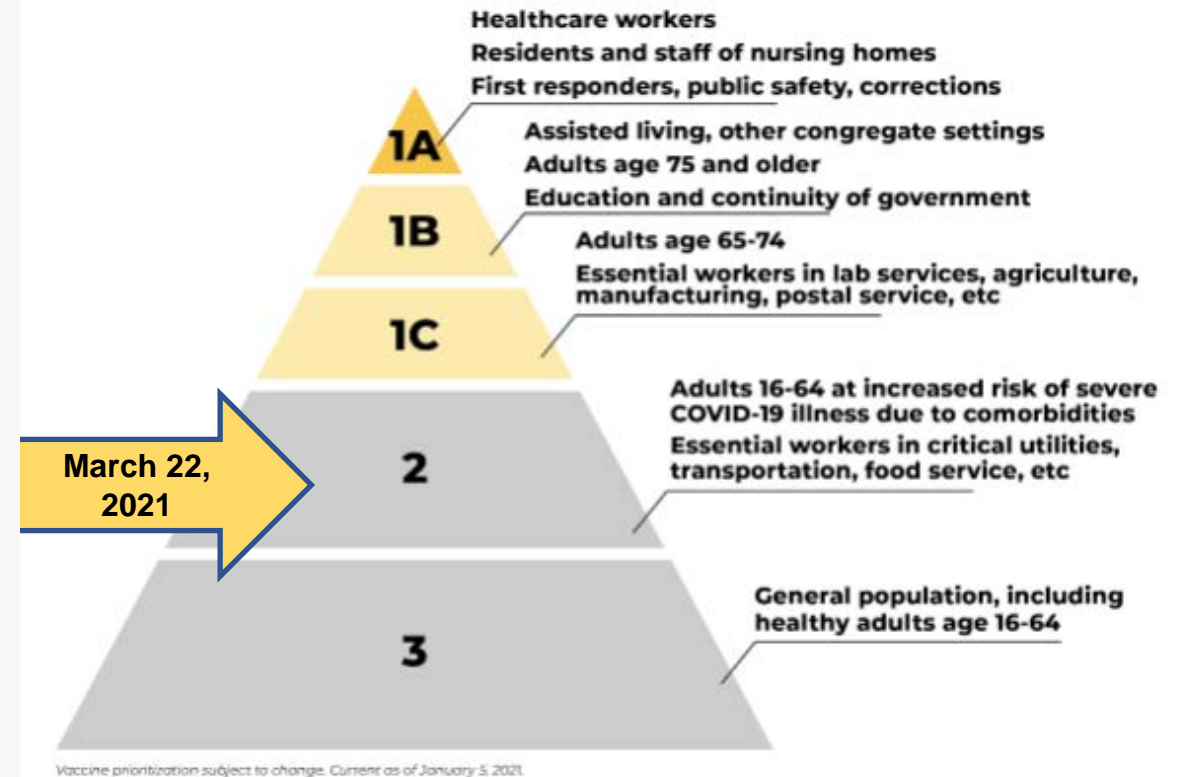 Healthcare workers
Residents and staff of nursing homes
First responders, public safety, corrections
1A
Assisted living, other congregate settings
Adults age 75 and older
Education and continuity of government
1B
Adults age 65-74
Essential workers in lab services, agriculture,
manufacturing, postal service, etc
1C
Adults 16-64 at increased risk of severe
COVID-19 illness due to comorbidities
Essential workers in critical utilities,
transportation, food service, etc
March 22,
2021
2
General population, including
healthy adults age 16-64
3
Vaccine prioritization subject to change. Current as of January 5, 2021.